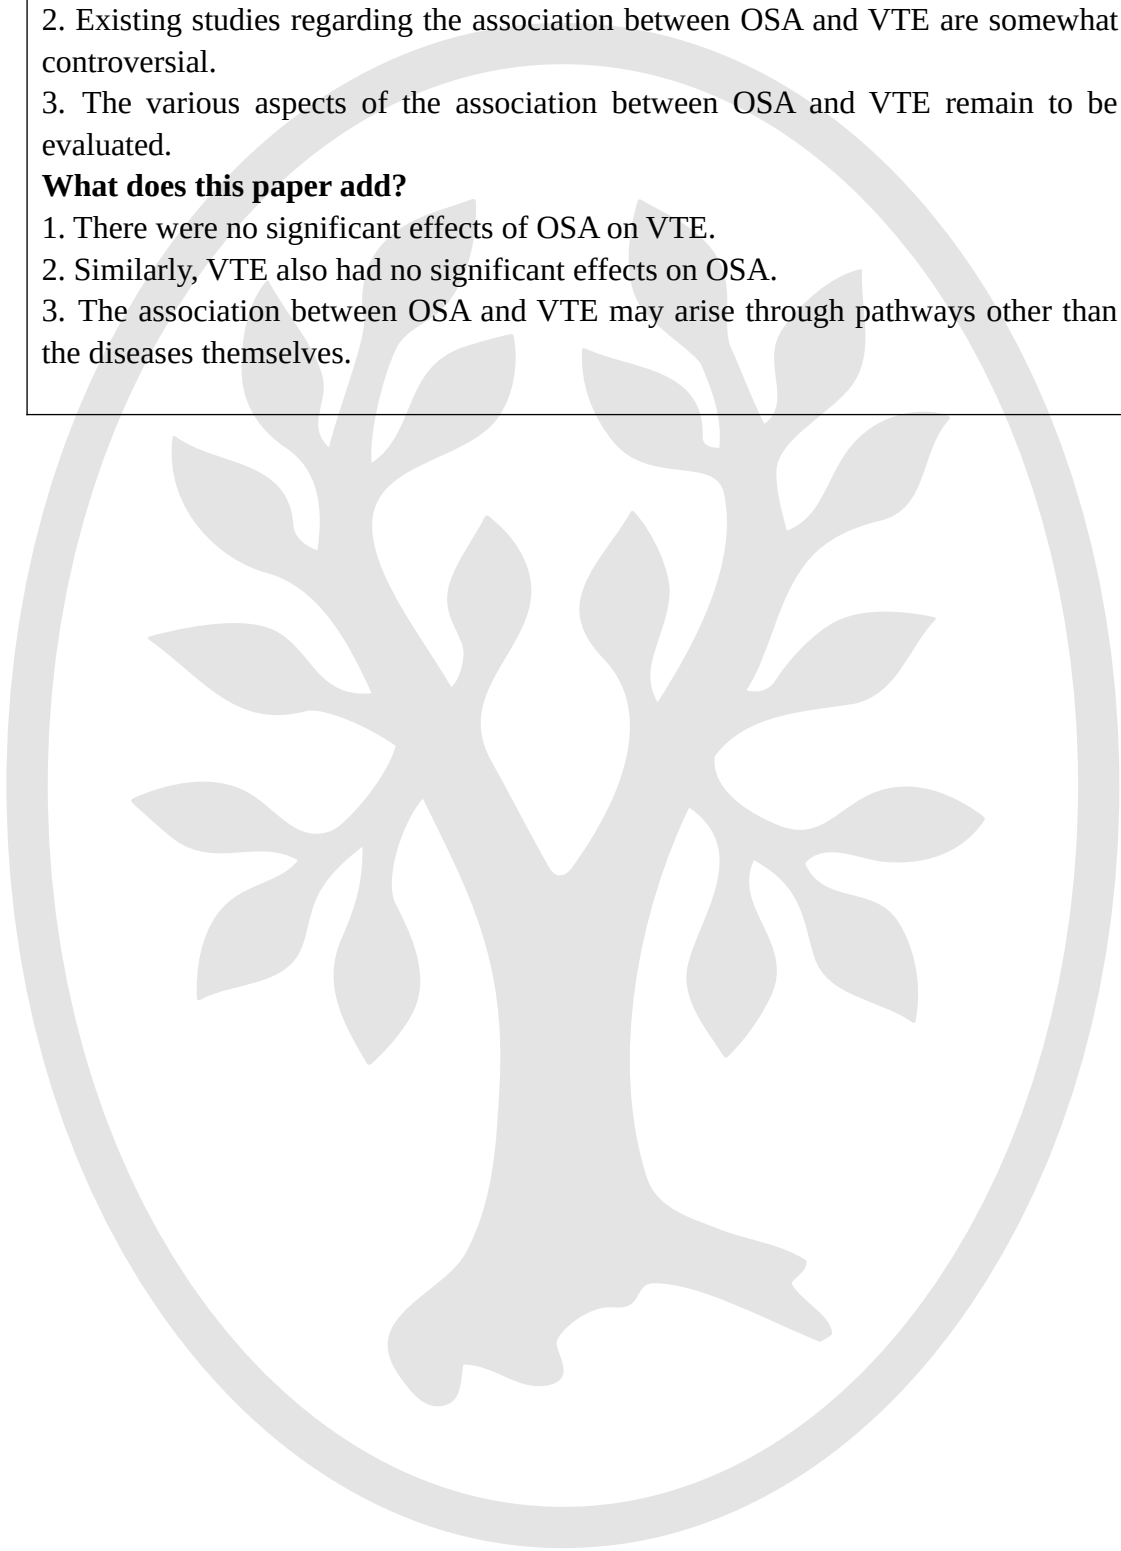 2. Existing studies regarding the association between OSA and VTE are somewhat
controversial.
3. The various aspects of the association between OSA and VTE remain to be
evaluated.
What does this paper add?
1. There were no significant effects of OSA on VTE.
2. Similarly, VTE also had no significant effects on OSA.
3. The association between OSA and VTE may arise through pathways other than
the diseases themselves.